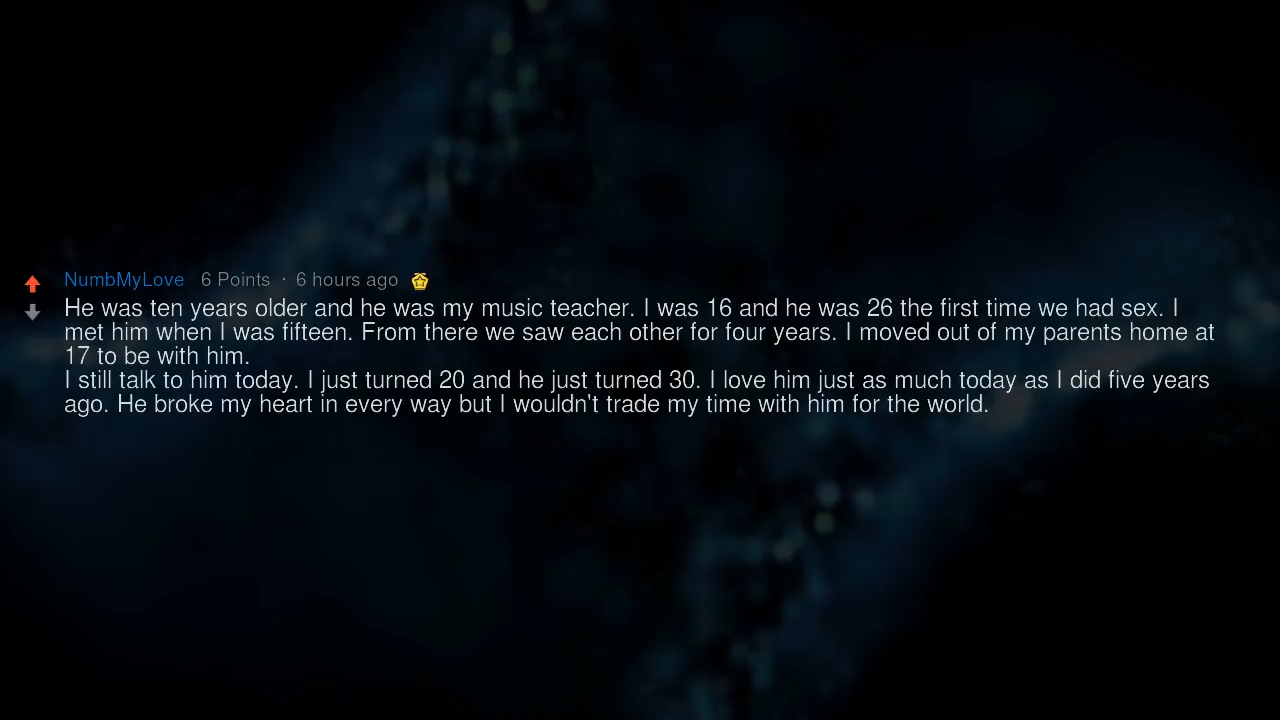 NumbMyLove 6 Points · 6 hours ago
He was ten years older and he was my music teacher. I was 16 and he was 26 the first time we had sex. I
met him when I was fifteen. From there we saw each other for four years. I moved out of my parents home at
17 to be with him.
I still talk to him today. I just turned 20 and he just turned 30. I love him just as much today as I did five years
ago. He broke my heart in every way but I wouldn't trade my time with him for the world.